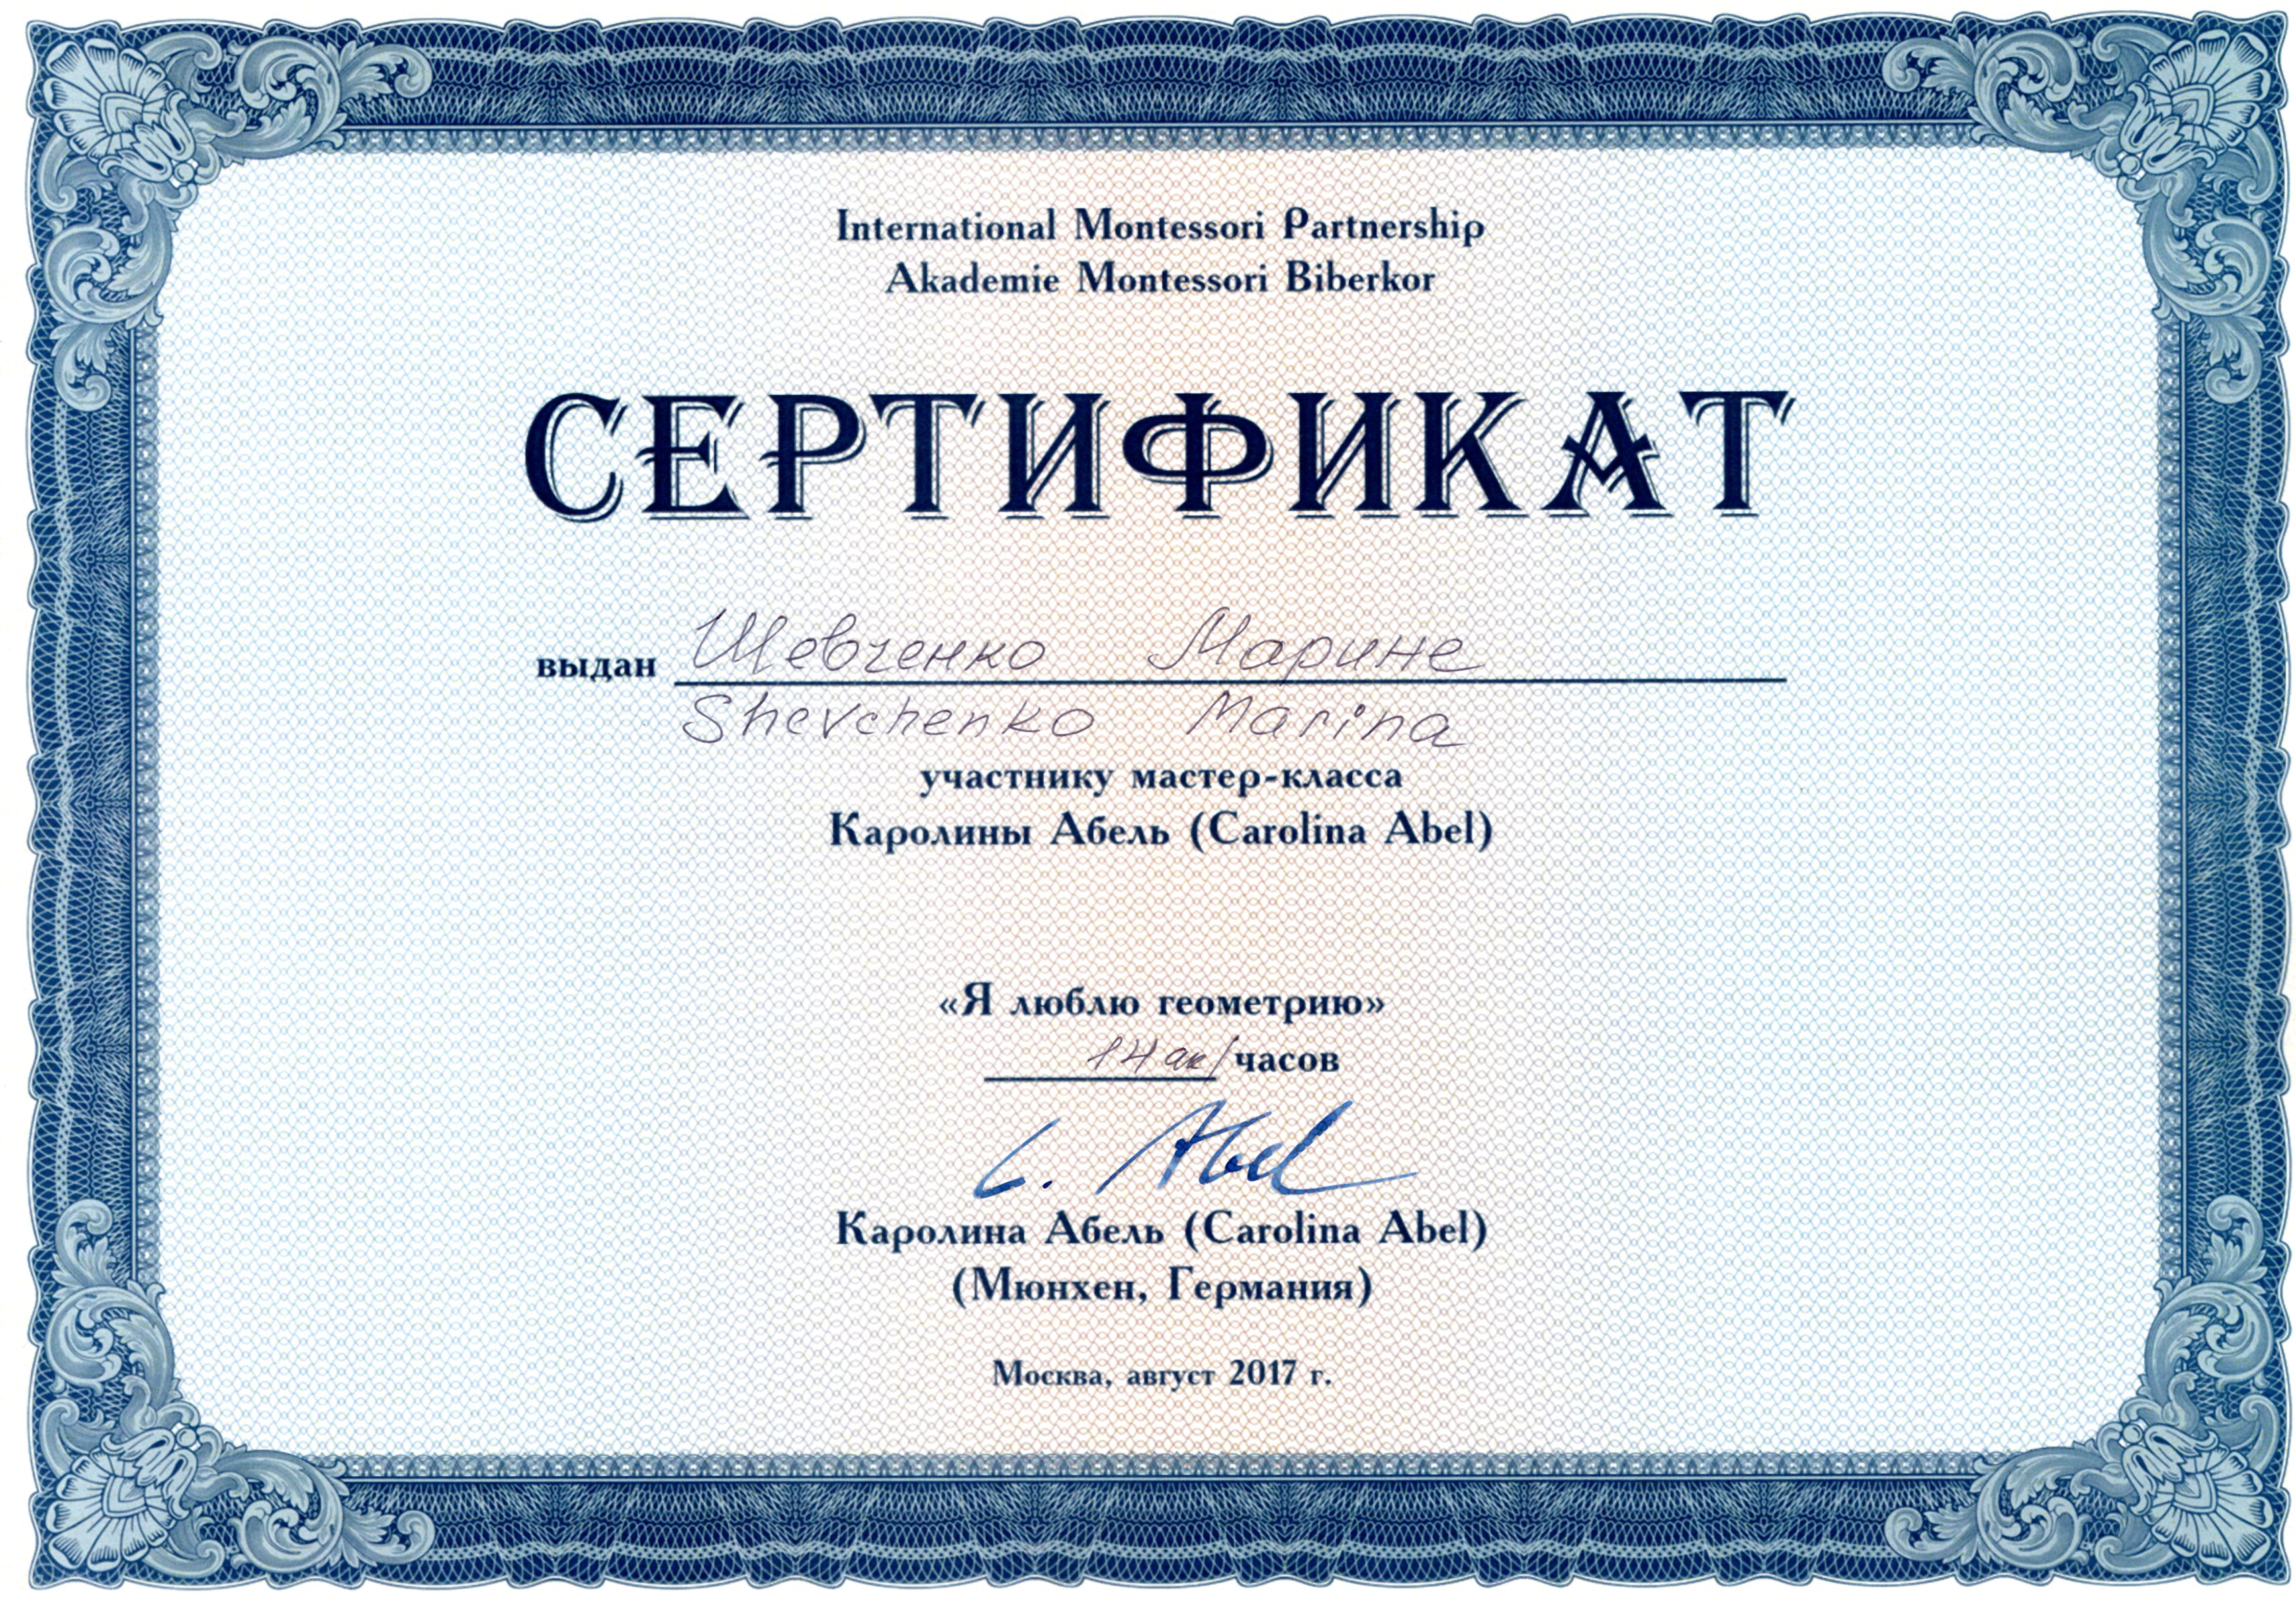 International Montessori Partnership
Akademie Montessori Biberkor
СЕРТИФИКАТ
выдан Шевченко Марине
Shevchenko Marina
участнику мастер-класса
Каролины Абель (Carolina Abel)
«Я люблю геометрию»
14 ак/часов
C. Abel
Каролина Абель (Carolina Abel)
(Мюнхен, Германия)
Москва, август 2017 г.